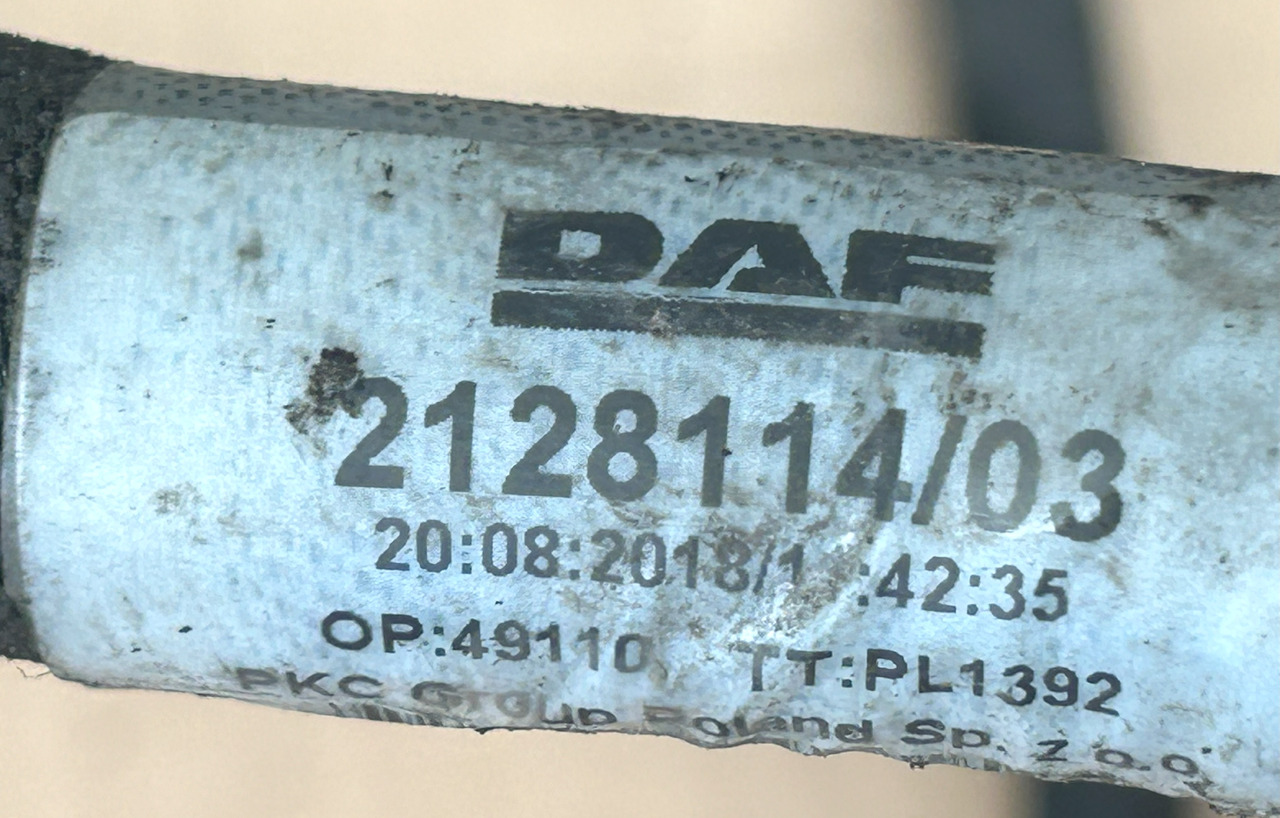 DAF
2128114/03
20:08:2018/1 :42:35
OP:49110 TT:PL1392
PKC Group Poland Sp. z o.o.